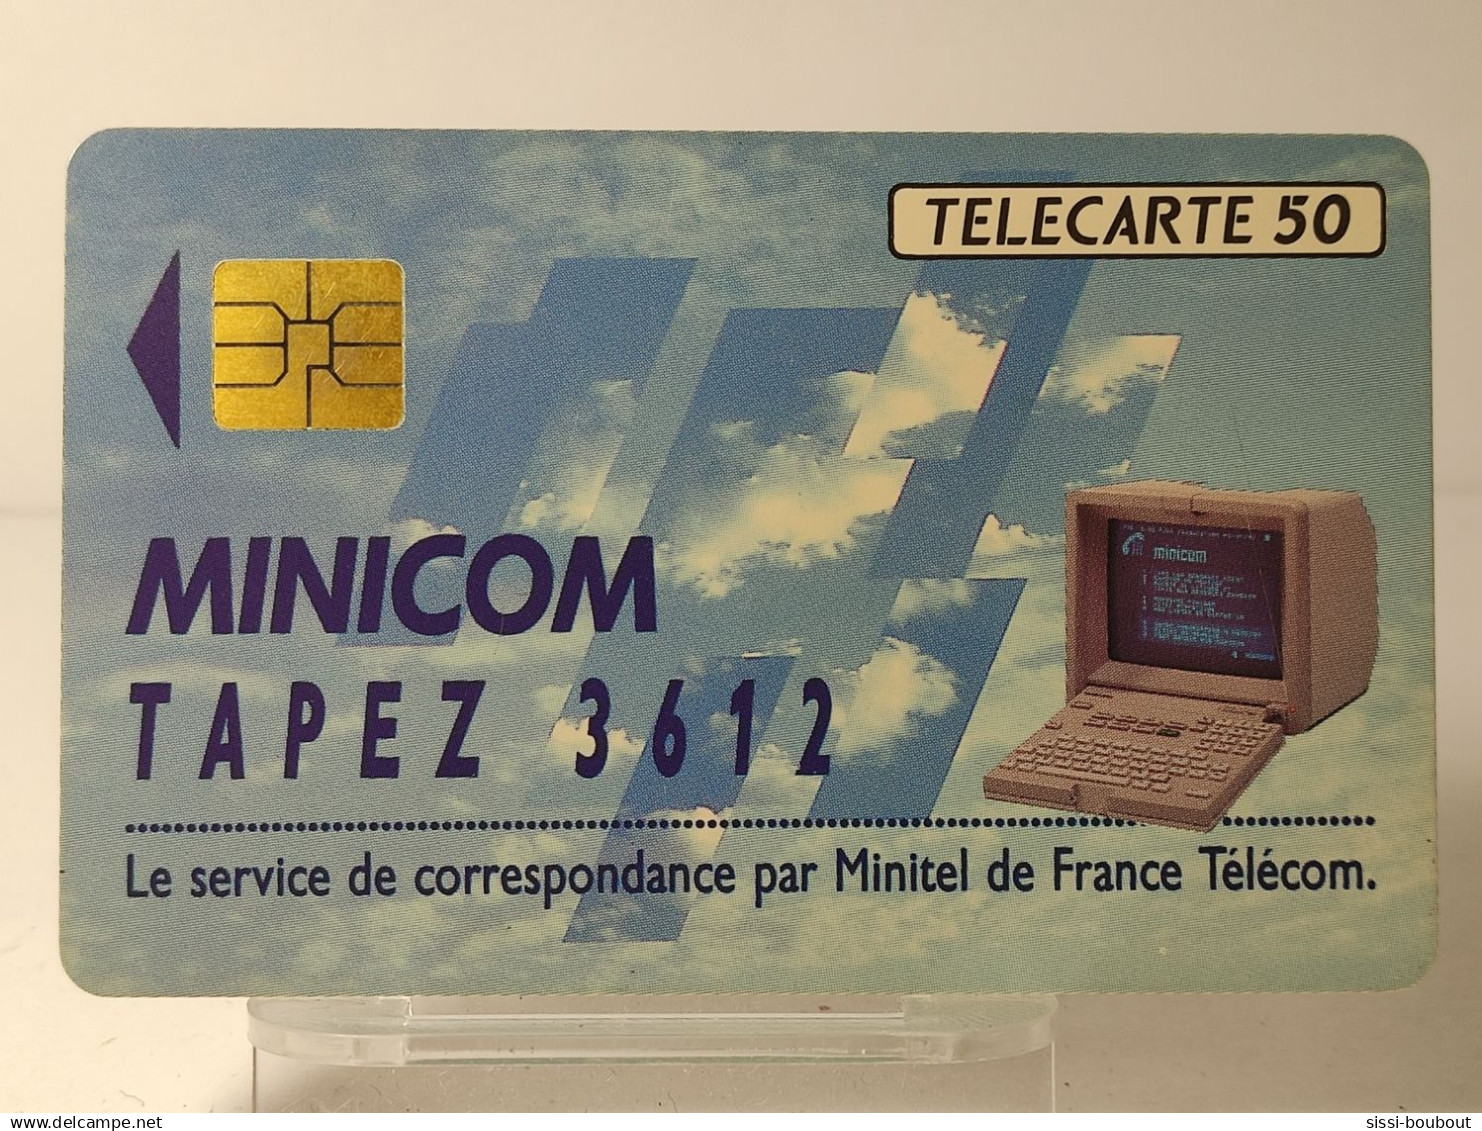 TELECARTE 50
minicom
MINICOM
TAPEZ 3612
Le service de correspondance par Minitel de France Télécom.
www.delcampe.net
sissi-boubout